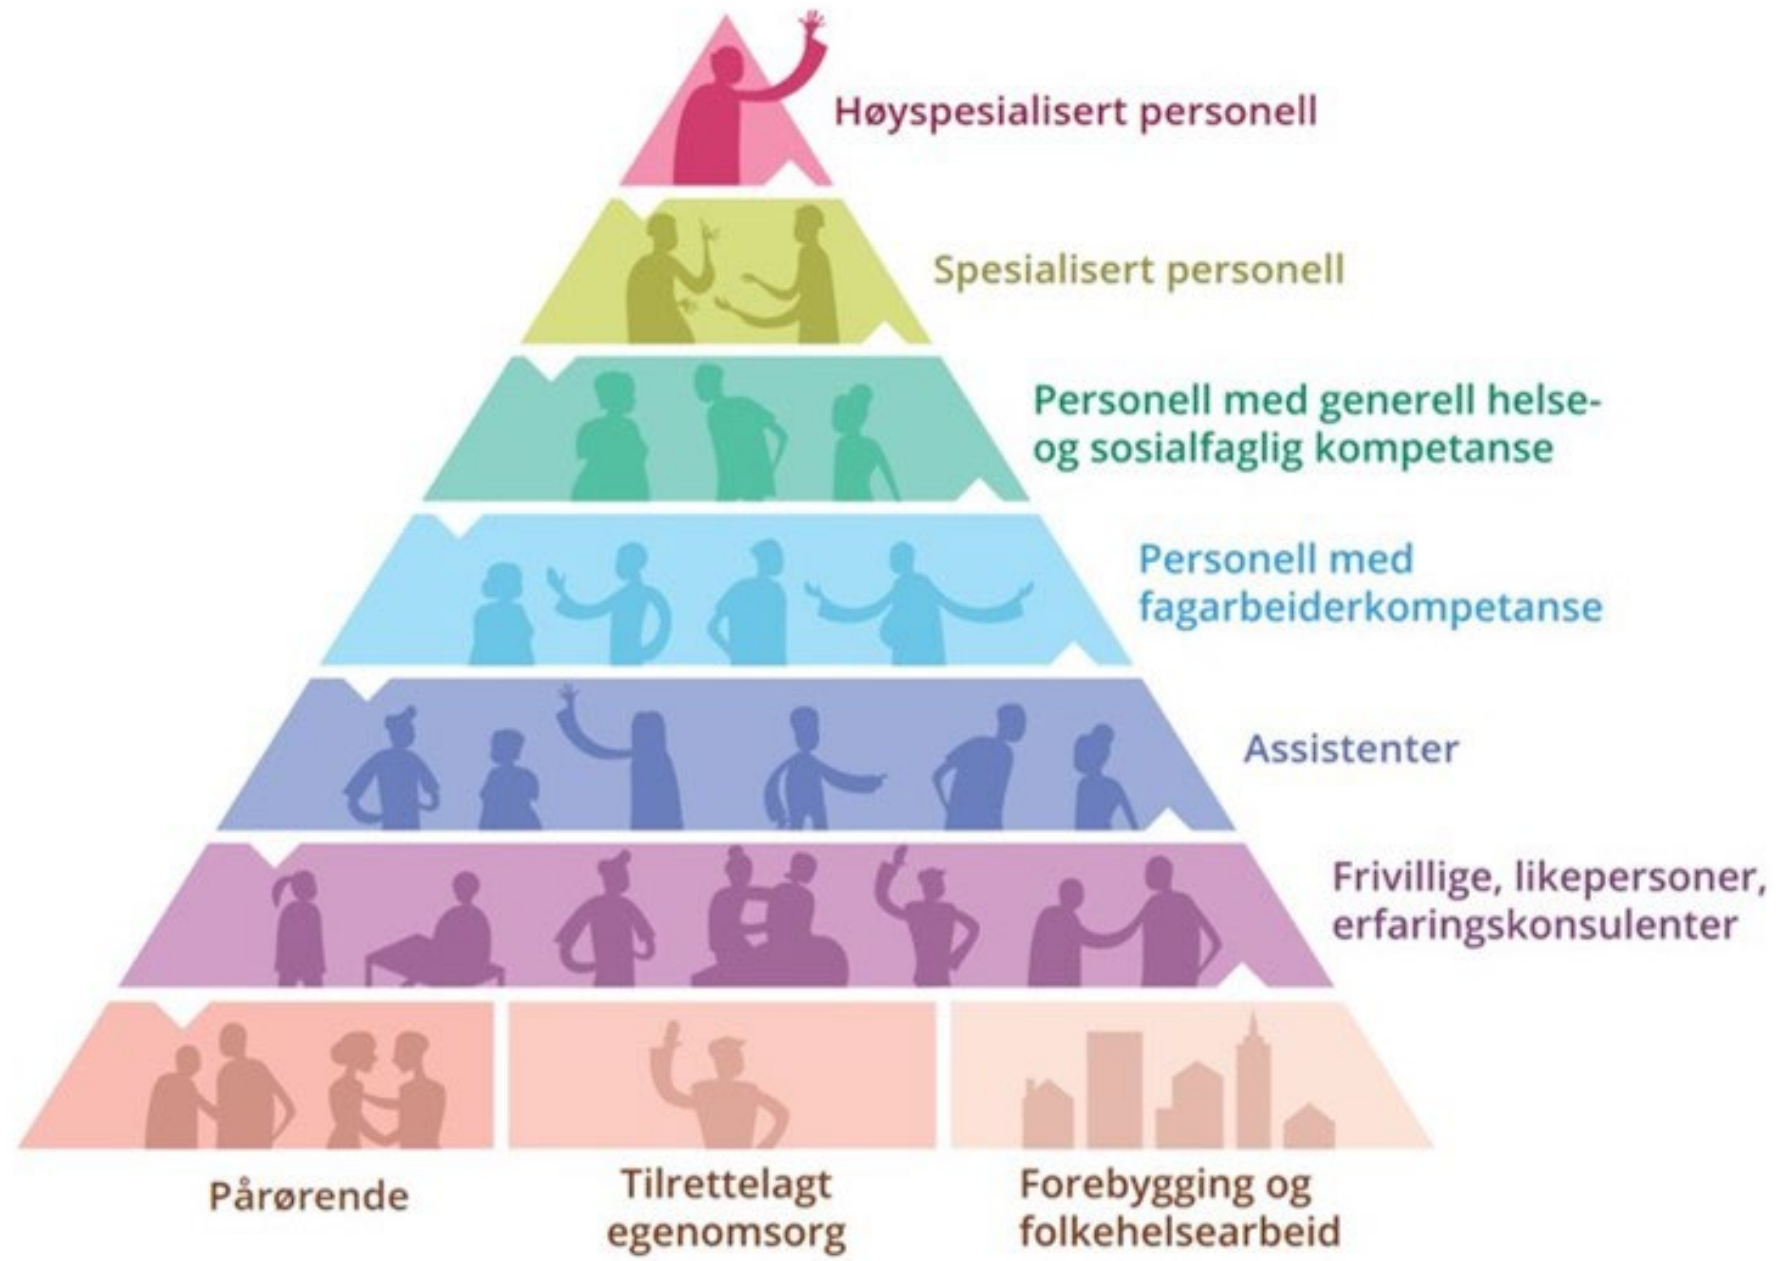 Høyspesialisert personell
Spesialisert personell
Personell med generell helse-
og sosialfaglig kompetanse
Personell med
fagarbeiderkompetanse
Assistenter
Frivillige, likepersoner,
erfaringskonsulenter
Pårørende
Tilrettelagt
egenomsorg
Forebygging og
folkehelsearbeid